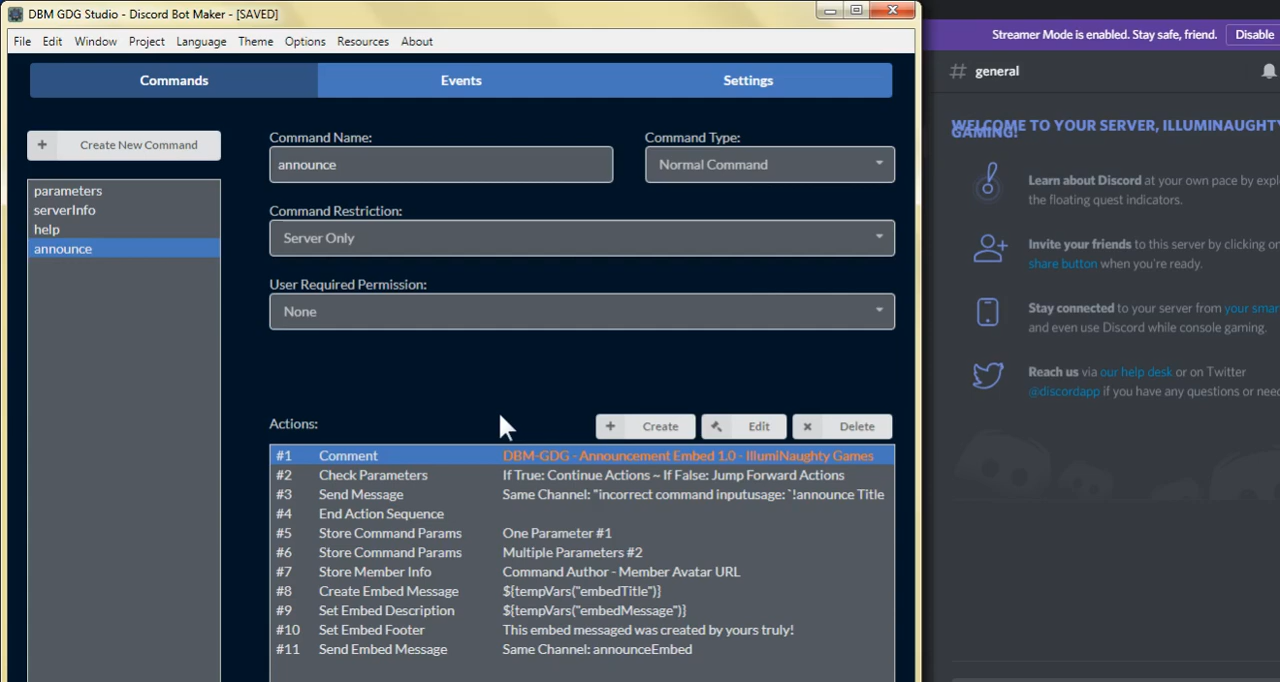 DBM GDG Studio - Discord Bot Maker - [SAVED]
File Edit Window Project Language Theme Options Resources About
Commands Events Settings
Create New Command
parameters
serverInfo
help
announce
Command Name:
announce
Command Type:
Normal Command
Command Restriction:
Server Only
User Required Permission:
None
Actions:
Create Edit Delete
#1 Comment DBM-GDG - Announcement Embed 1.0 - IllumiNaughty Games
#2 Check Parameters If True: Continue Actions ~ If False: Jump Forward Actions
#3 Send Message Same Channel: "incorrect command inputusage: `!announce Title
#4 End Action Sequence
#5 Store Command Params One Parameter #1
#6 Store Command Params Multiple Parameters #2
#7 Store Member Info Command Author - Member Avatar URL
#8 Create Embed Message ${tempVars("embedTitle")}
#9 Set Embed Description ${tempVars("embedMessage")}
#10 Set Embed Footer This embed messaged was created by yours truly!
#11 Send Embed Message Same Channel: announceEmbed
Streamer Mode is enabled. Stay safe, friend. Disable
# general
WELCOME TO YOUR SERVER, ILLUMINAUGHTY
GAMING!
Learn about Discord at your own pace by expl
the floating quest indicators.
Invite your friends to this server by clicking on
share button when you're ready.
Stay connected to your server from your smar
and even use Discord while console gaming.
Reach us via our help desk or on Twitter
@discordapp if you have any questions or need